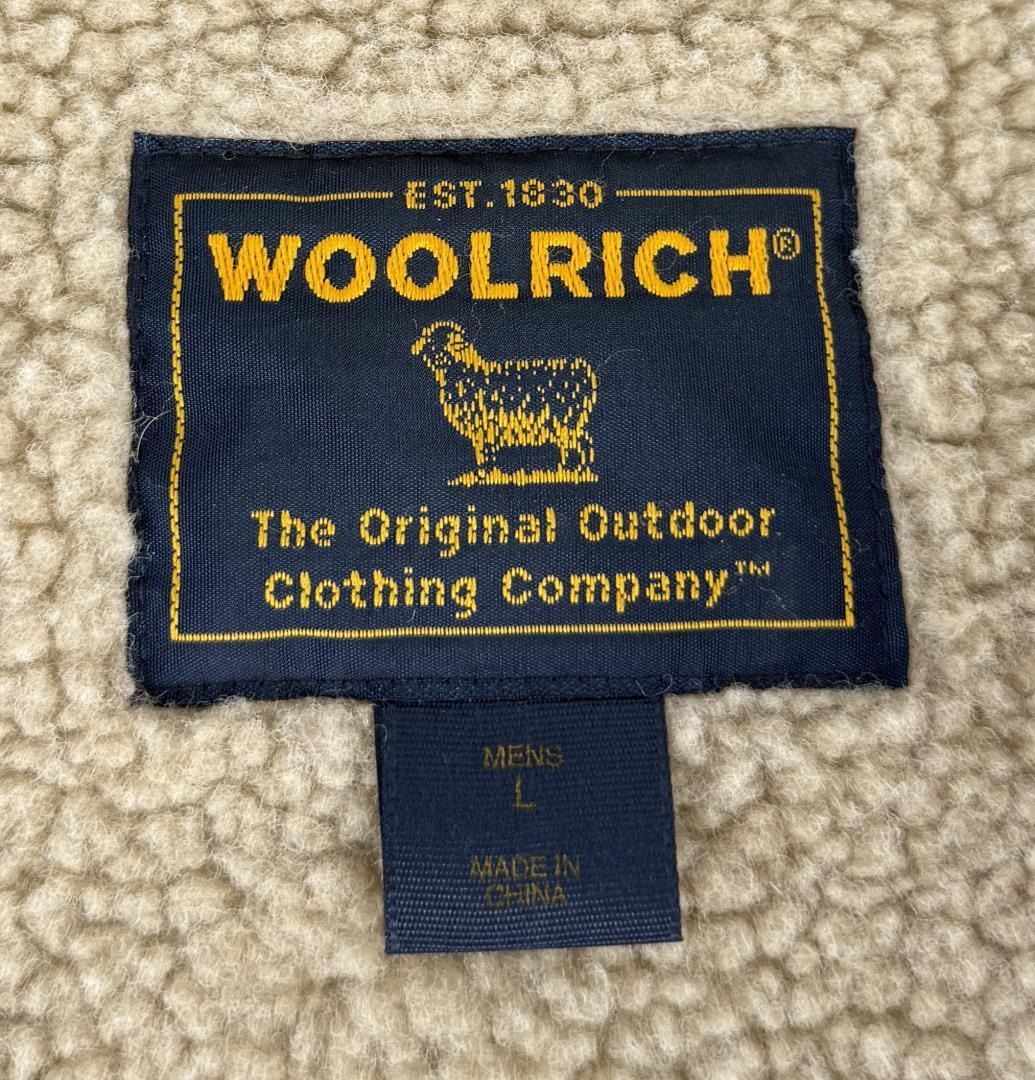 EST.1830
WOOLRICH®
The Original Outdoor
Clothing Company™
MENS
L
MADE IN
CHINA